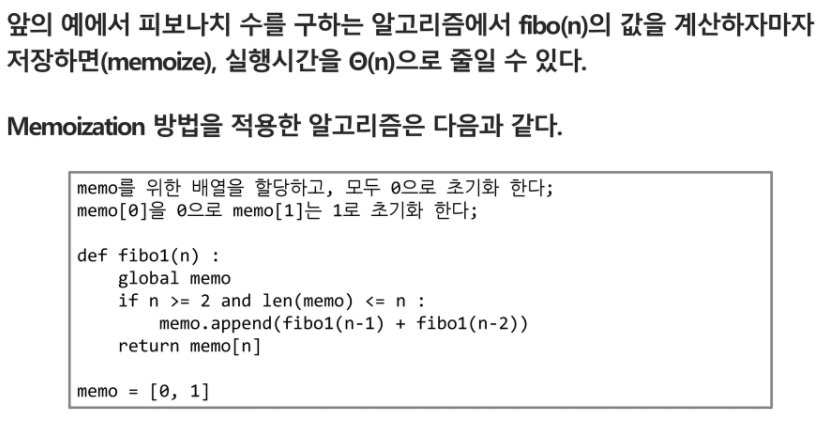 앞의 예에서 피보나치 수를 구하는 알고리즘에서 fibo(n)의 값을 계산하자마자
저장하면(memoize), 실행시간을 Θ(n)으로 줄일 수 있다.
Memoization 방법을 적용한 알고리즘은 다음과 같다.
memo를 위한 배열을 할당하고, 모두 0으로 초기화 한다;
memo[0]을 0으로 memo[1]는 1로 초기화 한다;
def fibo1(n) :
    global memo
    if n >= 2 and len(memo) <= n :
        memo.append(fibo1(n-1) + fibo1(n-2))
    return memo[n]
memo = [0, 1]